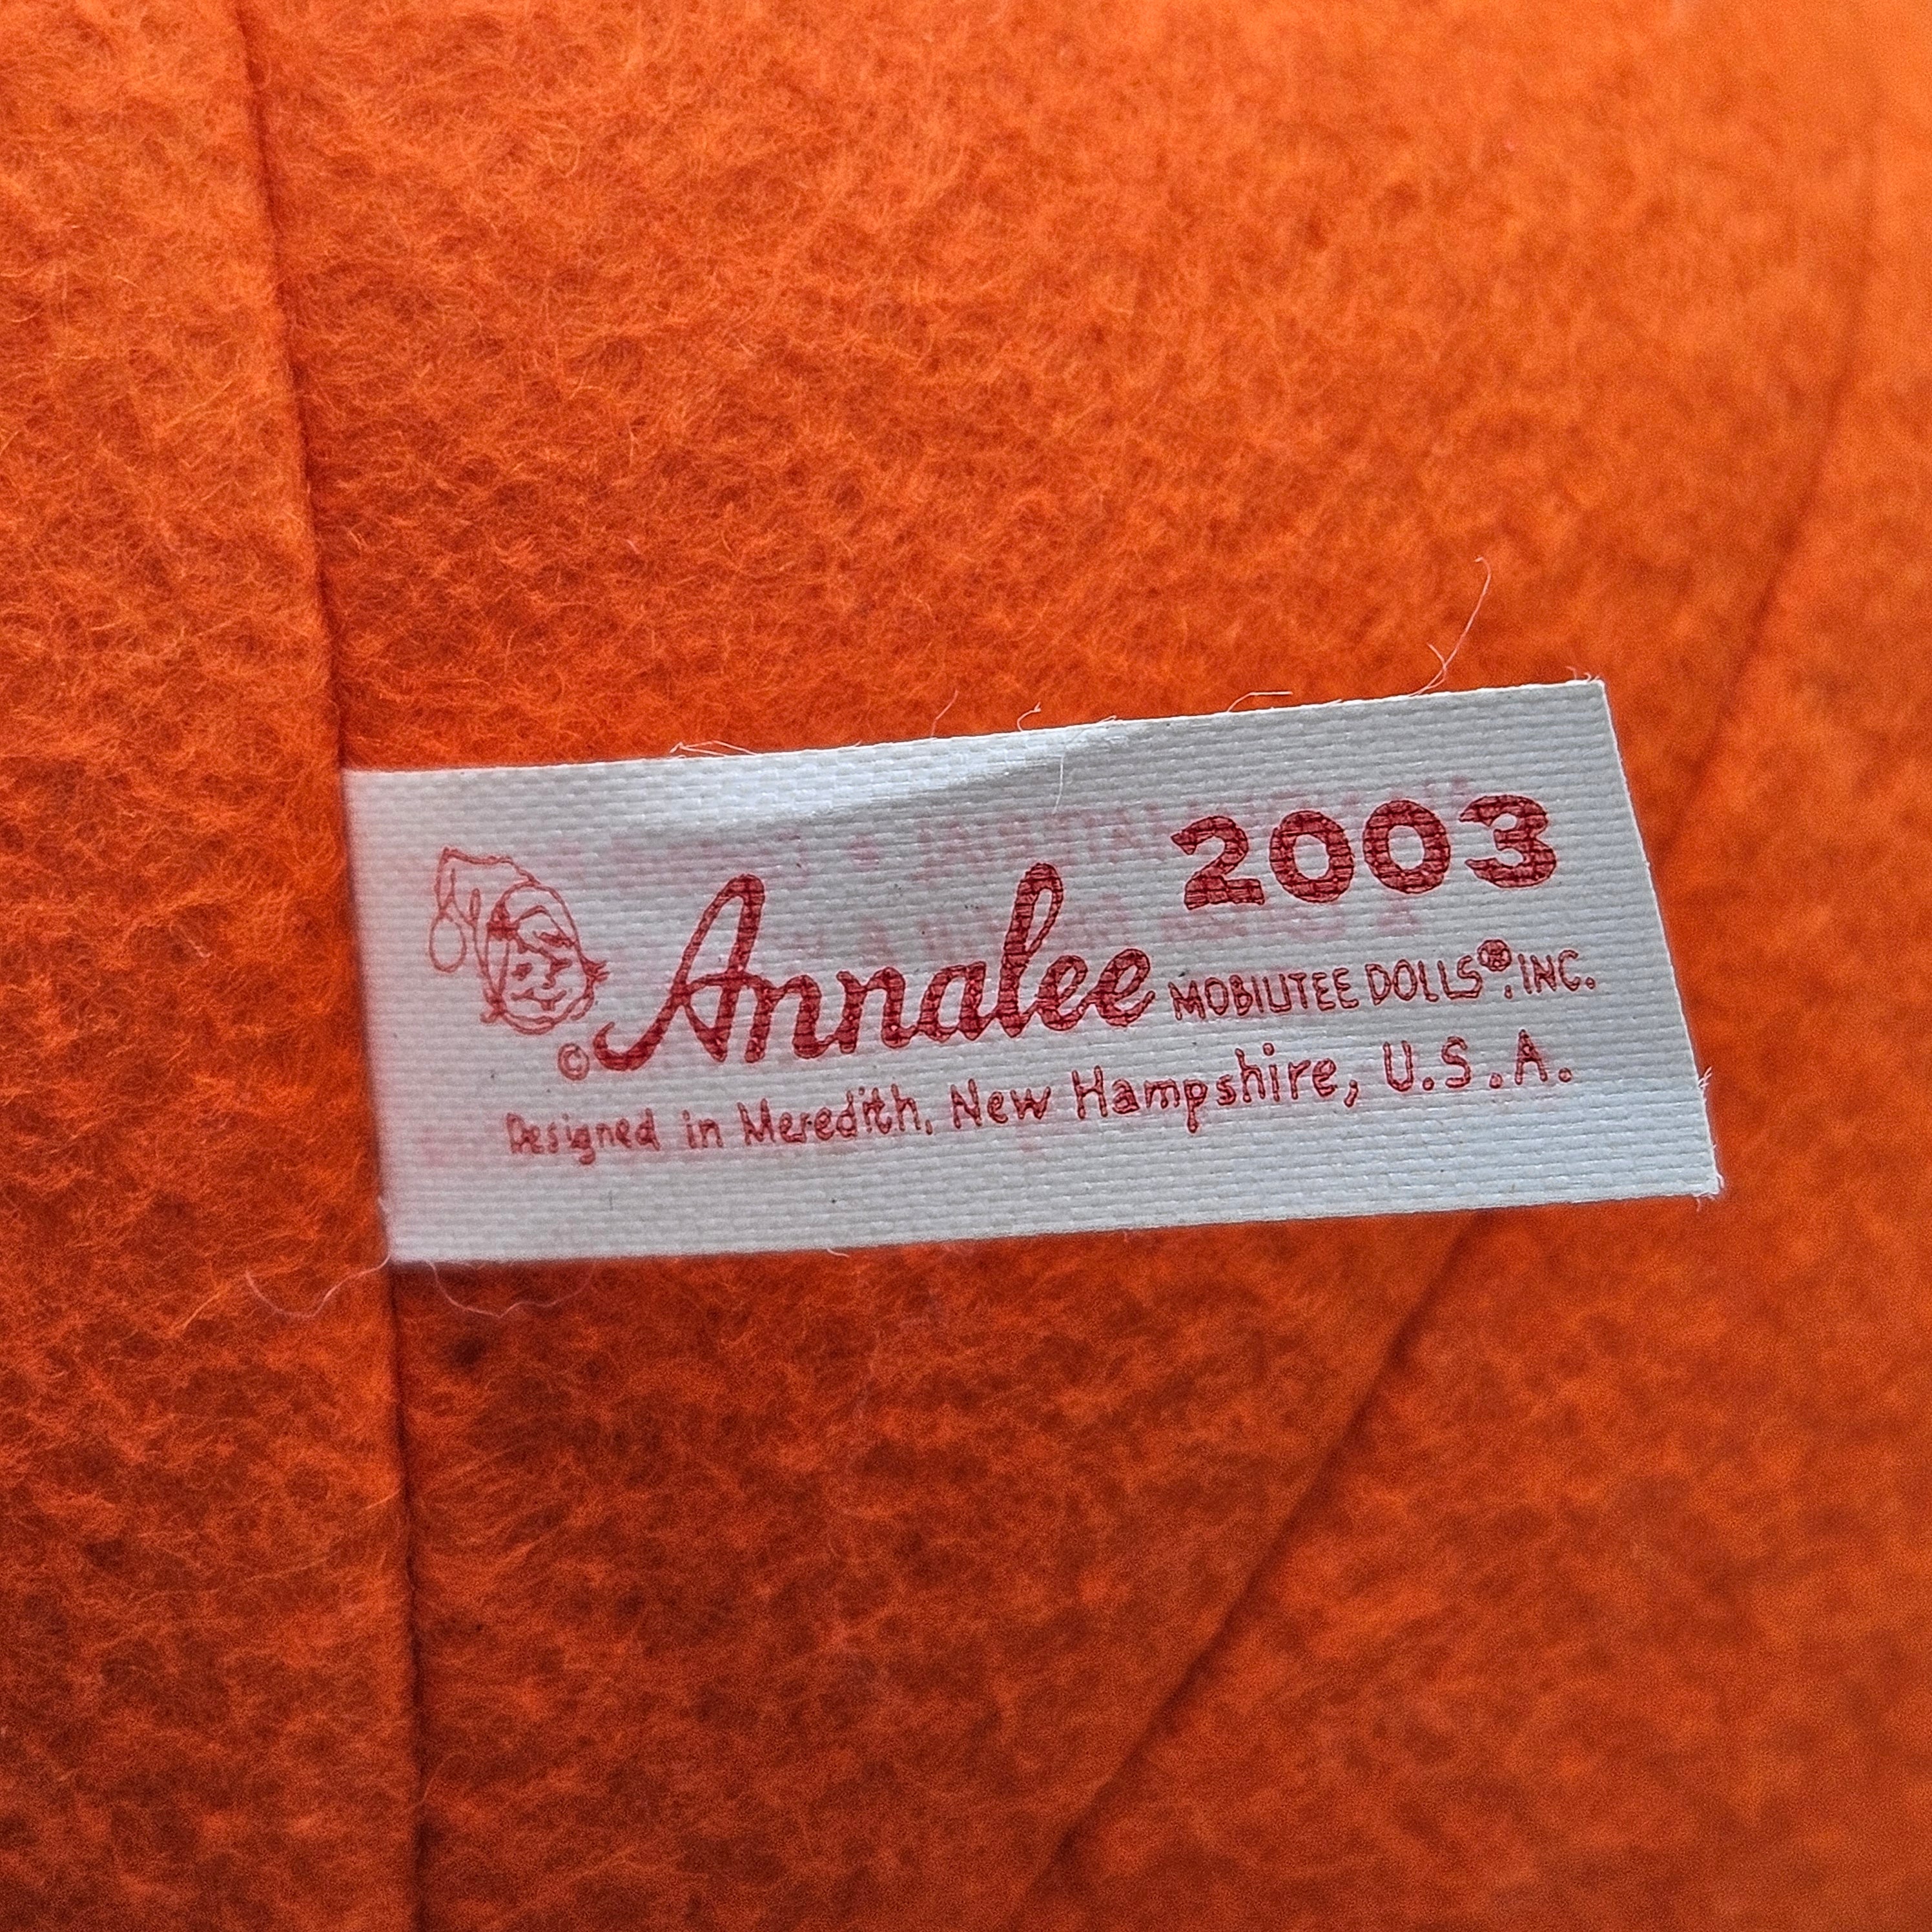 2003
© Annalee MOBILITEE DOLLS®, INC.
Designed in Meredith, New Hampshire, U.S.A.